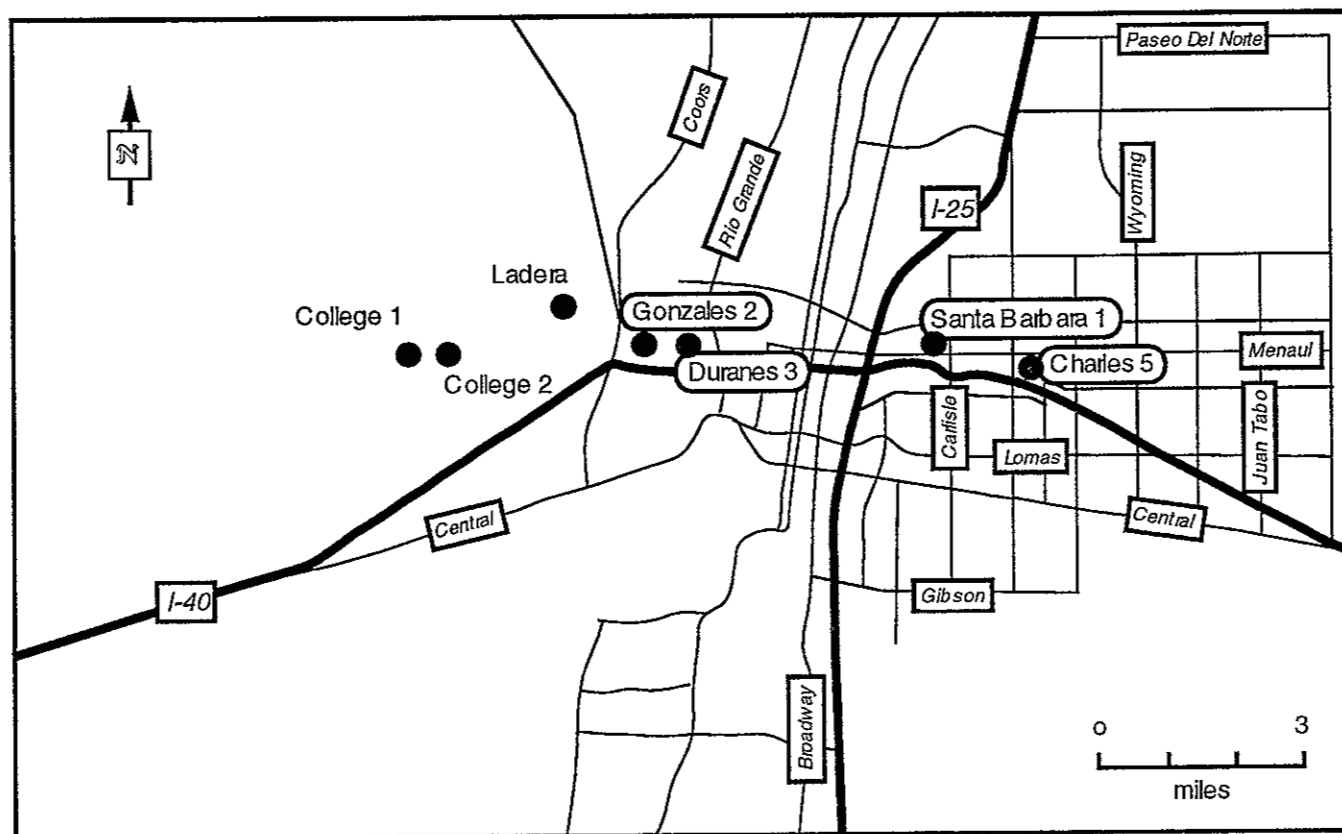 Paseo Del Norte
Coors
N
Rio Grande
Wyoming
I-25
Ladera
College 1
Gonzales 2
Santa Barbara 1
College 2
Duranes 3
Charles 5
Menaul
Carlisle
Lomas
Juan Tabo
Central
Central
I-40
Gibson
Broadway
0 3
miles